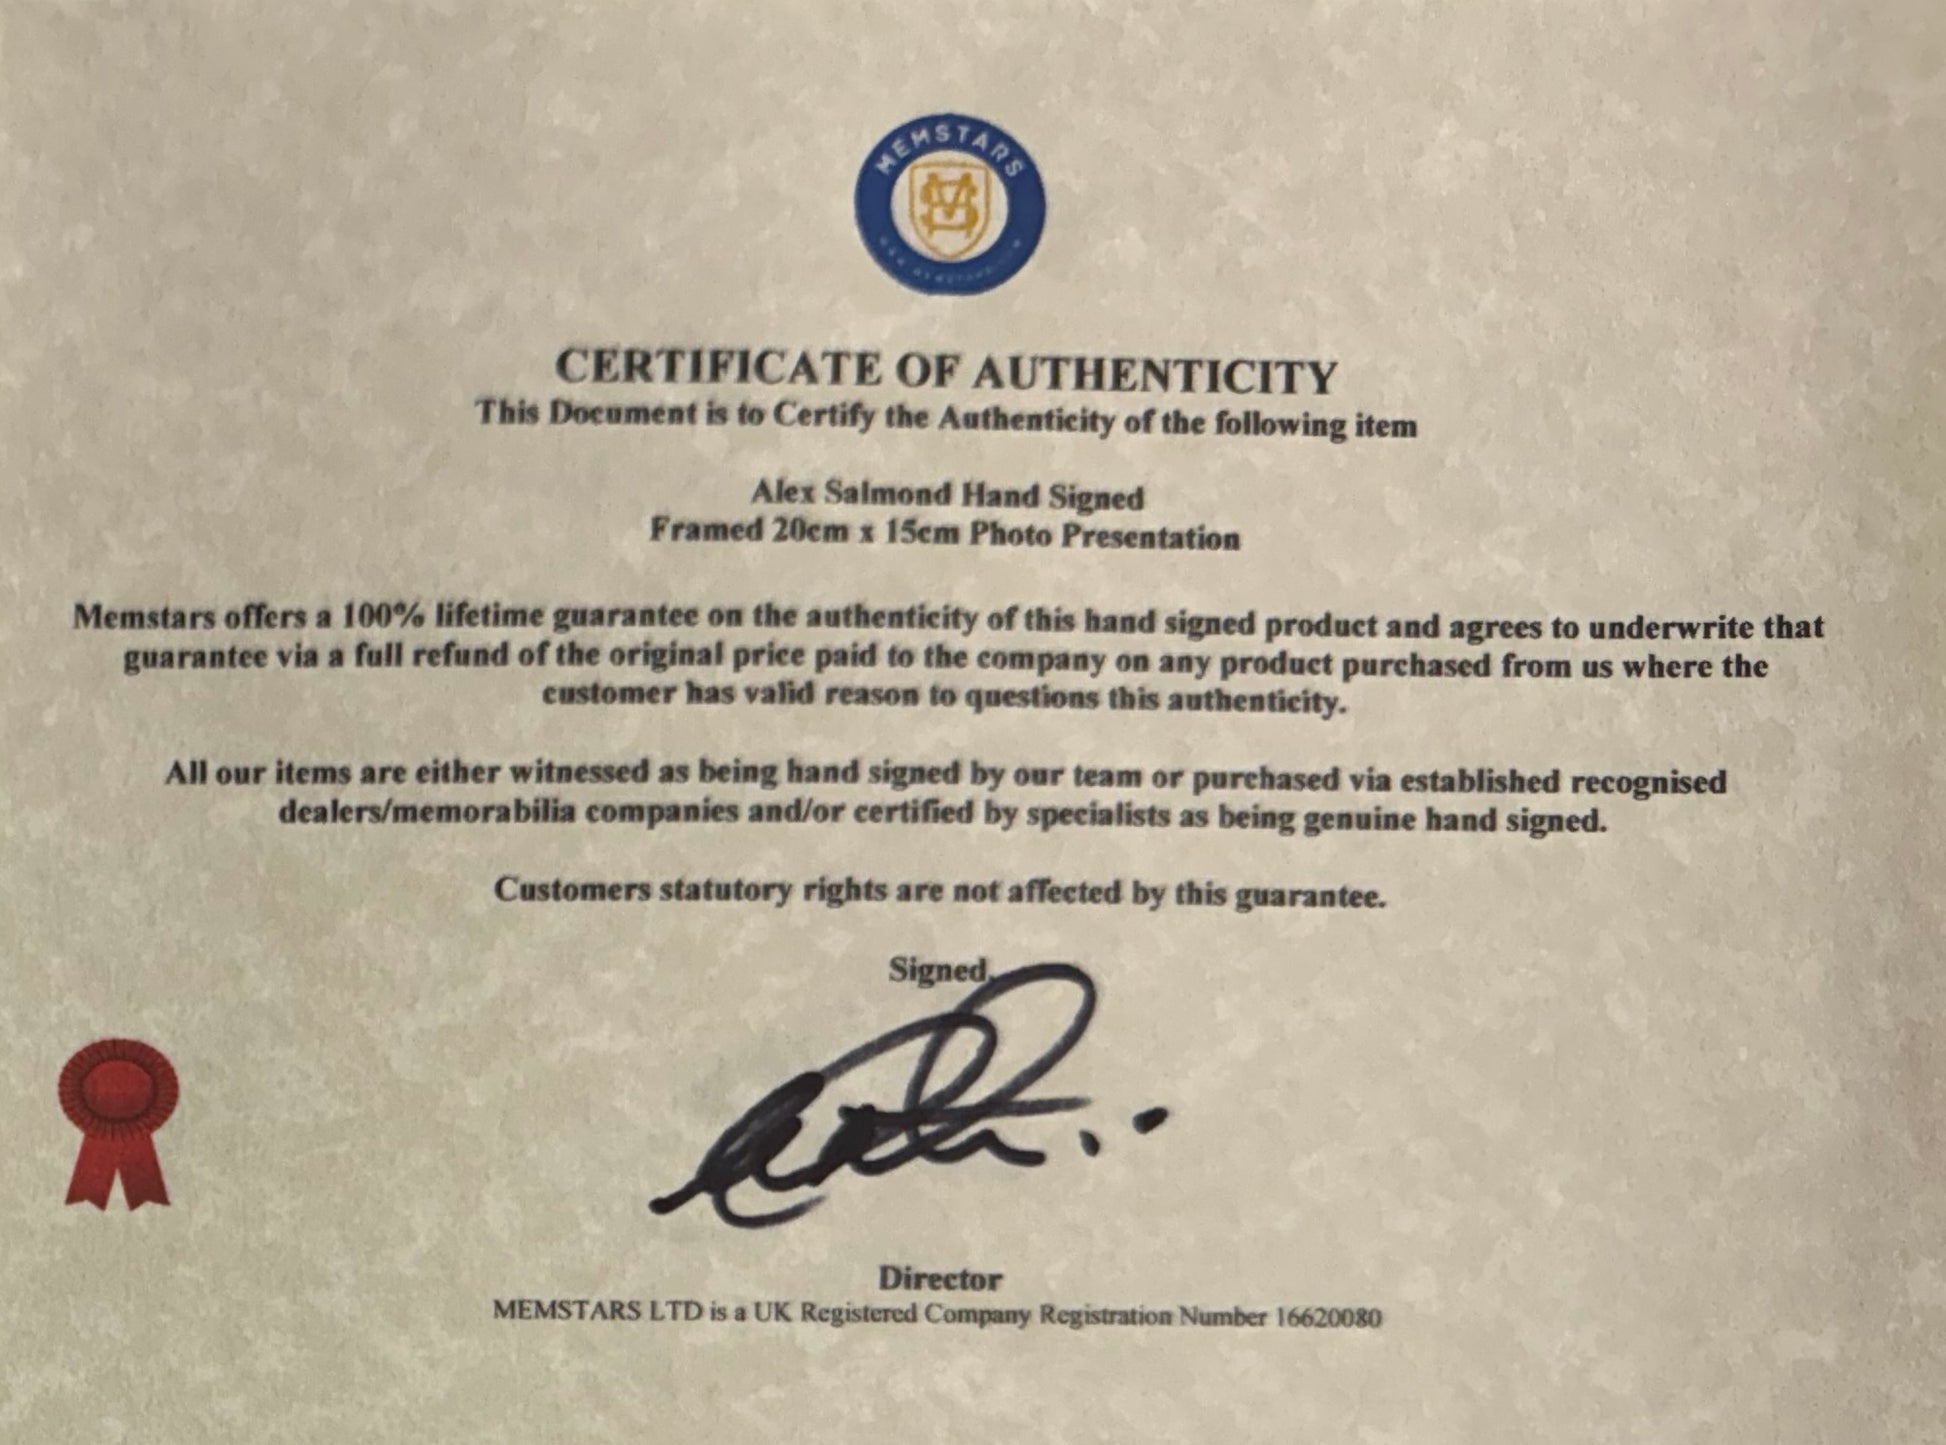 MEMSTARS
CERTIFICATE OF AUTHENTICITY
This Document is to Certify the Authenticity of the following item
Alex Salmond Hand Signed
Framed 20cm x 15cm Photo Presentation
Memstars offers a 100% lifetime guarantee on the authenticity of this hand signed product and agrees to underwrite that
guarantee via a full refund of the original price paid to the company on any product purchased from us where the
customer has valid reason to questions this authenticity.
All our items are either witnessed as being hand signed by our team or purchased via established recognised
dealers/memorabilia companies and/or certified by specialists as being genuine hand signed.
Customers statutory rights are not affected by this guarantee.
Signed
Director
MEMSTARS LTD is a UK Registered Company Registration Number 16620080